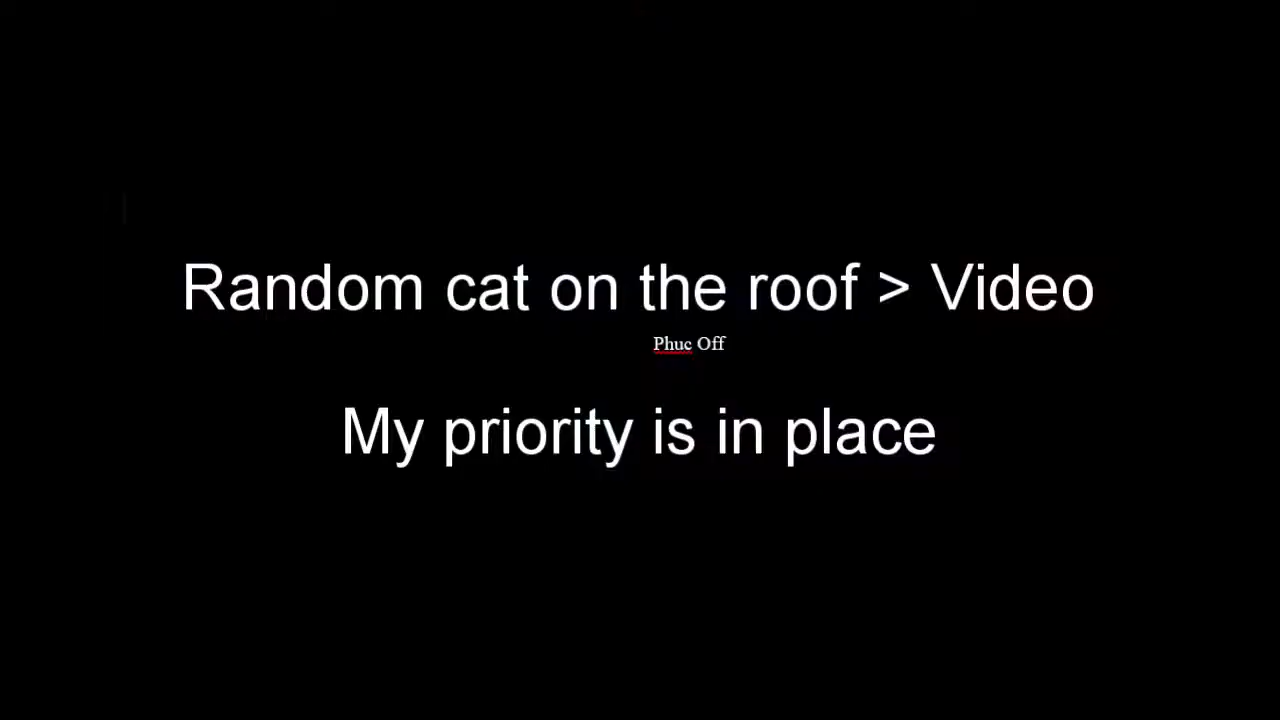 Random cat on the roof > Video
Phuc Off
My priority is in place